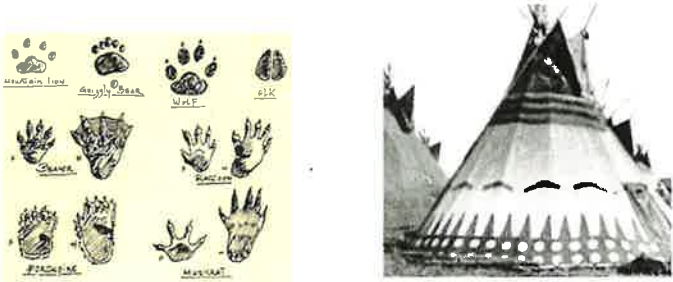 Mountain lion
Grizzly Bear
Wolf
Elk
Beaver
Raccoon
Porcupine
Muskrat